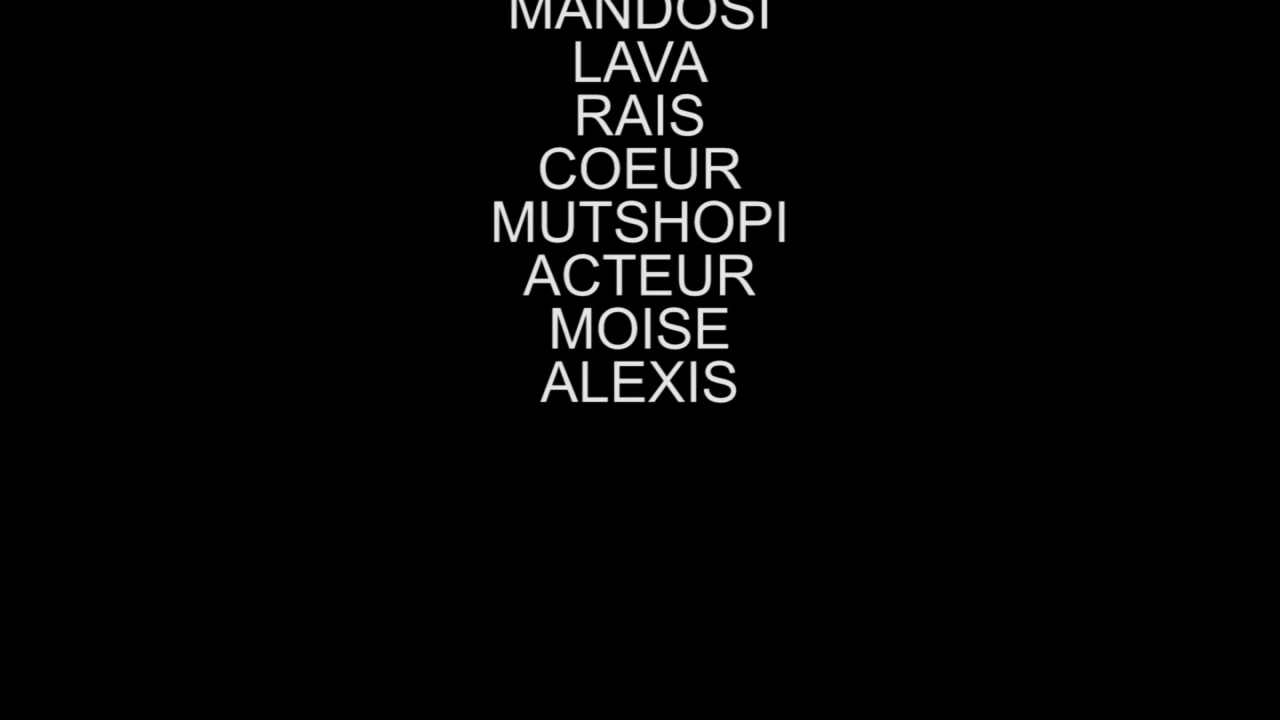 MANDOSI
LAVA
RAIS
COEUR
MUTSHOPI
ACTEUR
MOISE
ALEXIS